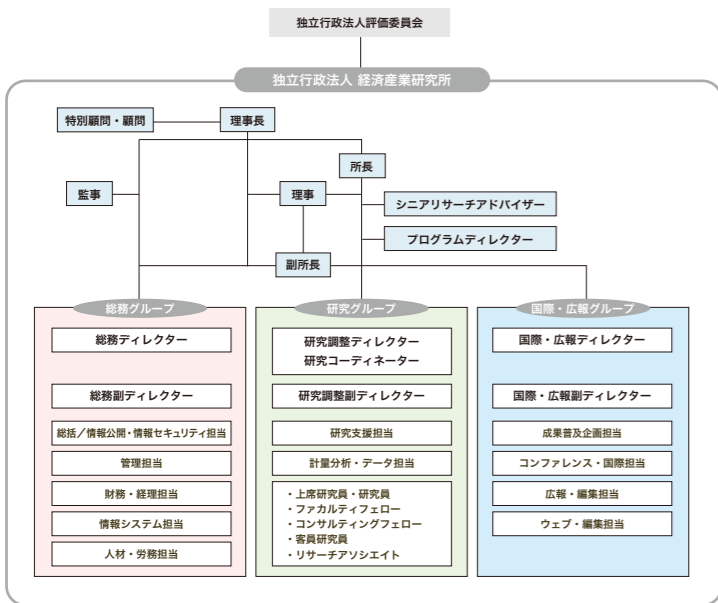 独立行政法人評価委員会
独立行政法人 経済産業研究所
特別顧問・顧問
理事長
所長
監事
理事
シニアリサーチアドバイザー
プログラムディレクター
副所長
総務グループ
総務ディレクター
総務副ディレクター
総括／情報公開・情報セキュリティ担当
管理担当
財務・経理担当
情報システム担当
人材・労務担当
研究グループ
研究調整ディレクター
研究コーディネーター
研究調整副ディレクター
研究支援担当
計量分析・データ担当
・上席研究員・研究員
・ファカルティフェロー
・コンサルティングフェロー
・客員研究員
・リサーチアソシエイト
国際・広報グループ
国際・広報ディレクター
国際・広報副ディレクター
成果普及企画担当
コンファレンス・国際担当
広報・編集担当
ウェブ・編集担当